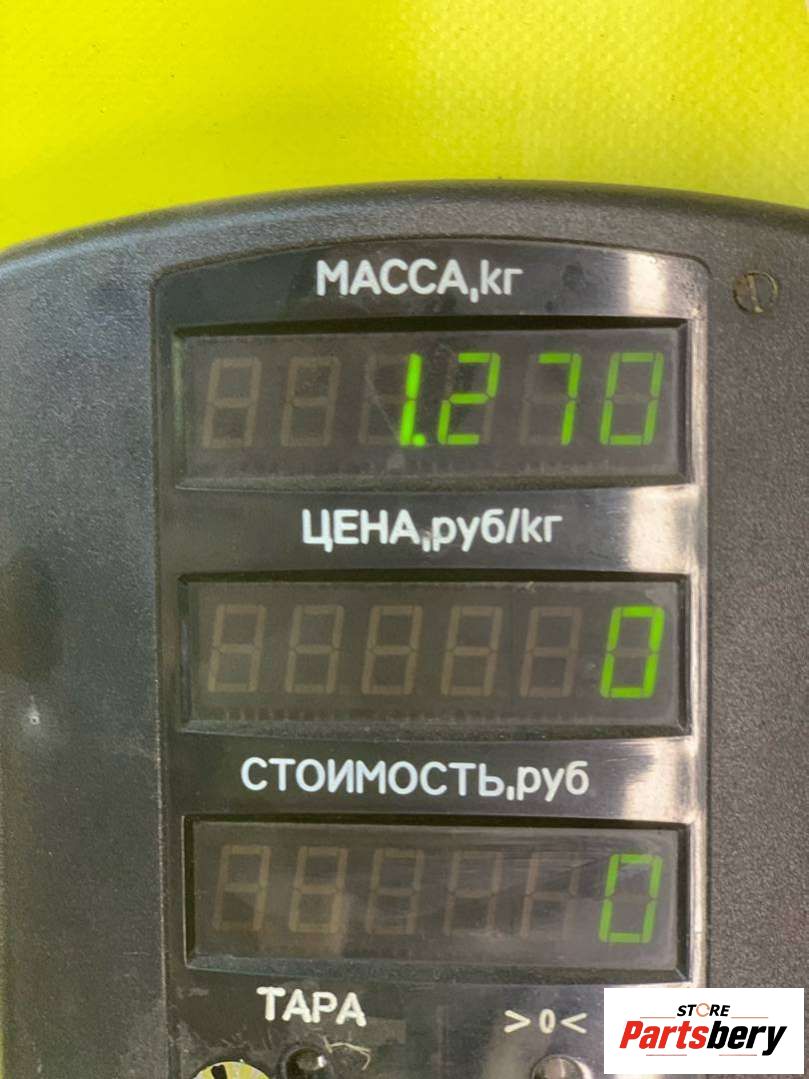 МАССА,кг
1.270
ЦЕНА,руб/кг
0
СТОИМОСТЬ,руб
0
ТАРА
>0<
STORE
Partsbery